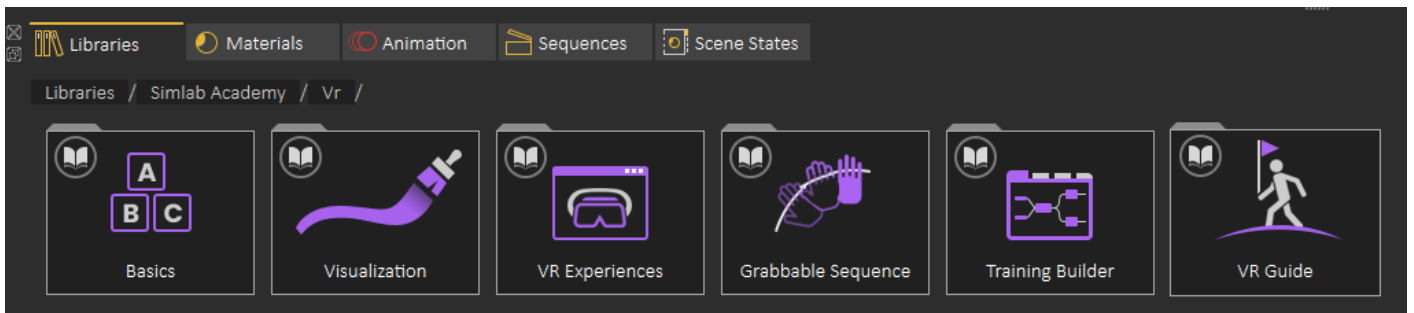 Libraries Materials Animation Sequences Scene States
Libraries / Simlab Academy / Vr /
A
B C
Basics Visualization VR Experiences Grabbable Sequence Training Builder VR Guide